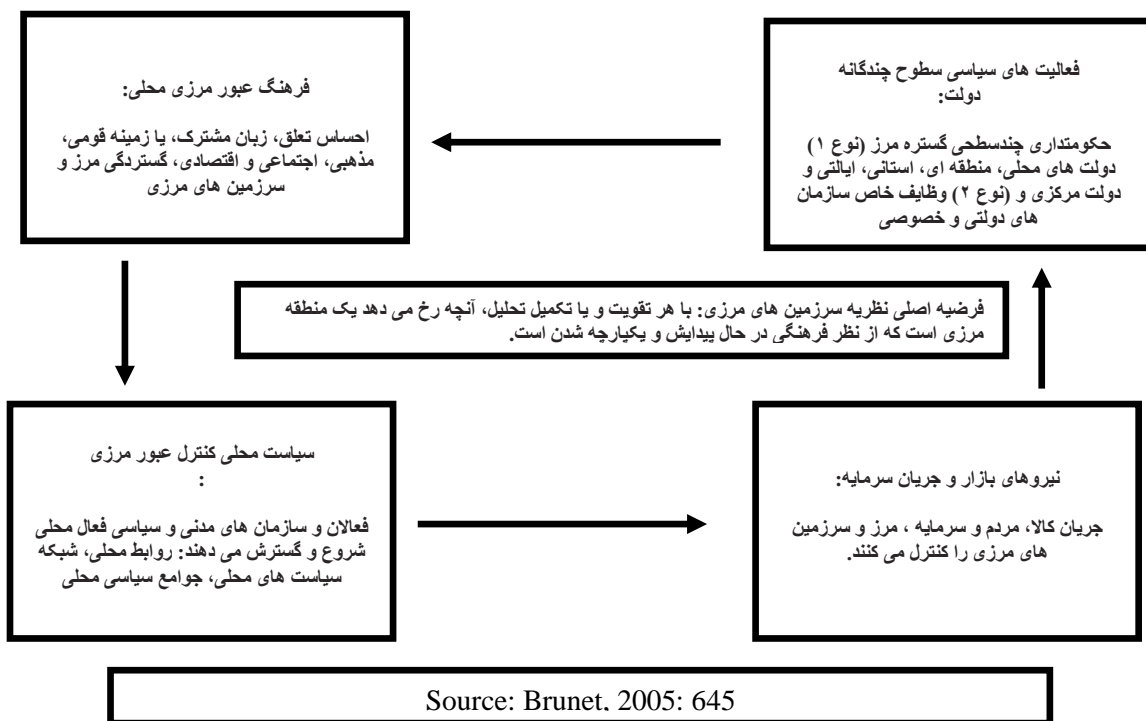 فعالیت های سیاسی سطوح چندگانه
دولت:
حکومتداری چندسطحی گستره مرز (نوع ۱)
دولت های محلی، منطقه ای، استانی، ایالتی و
دولت مرکزی و (نوع ۲) وظایف خاص سازمان
های دولتی و خصوصی
فرهنگ عبور مرزی محلی:
احساس تعلق، زبان مشترک، یا زمینه قومی،
مذهبی، اجتماعی و اقتصادی، گستردگی مرز و
سرزمین های مرزی
فرضیه اصلی نظریه سرزمین های مرزی: با هر تقویت و یا تکمیل تحلیل، آنچه رخ می دهد یک منطقه
مرزی است که از نظر فرهنگی در حال پیدایش و یکپارچه شدن است.
نیروهای بازار و جریان سرمایه:
جریان کالا، مردم و سرمایه ، مرز و سرزمین
های مرزی را کنترل می کنند.
سیاست محلی کنترل عبور مرزی
:
فعالان و سازمان های مدنی و سیاسی فعال محلی
شروع و گسترش می دهند: روابط محلی، شبکه
سیاست های محلی، جوامع سیاسی محلی
Source: Brunet, 2005: 645